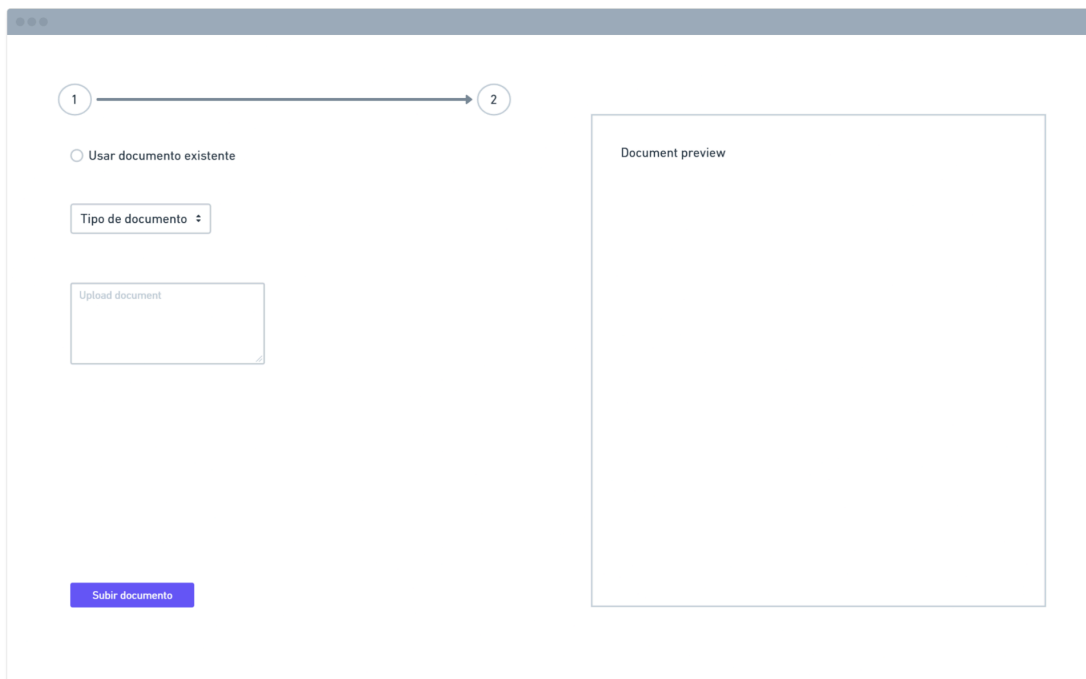 1
2
Usar documento existente
Document preview
Tipo de documento
Upload document
Subir documento